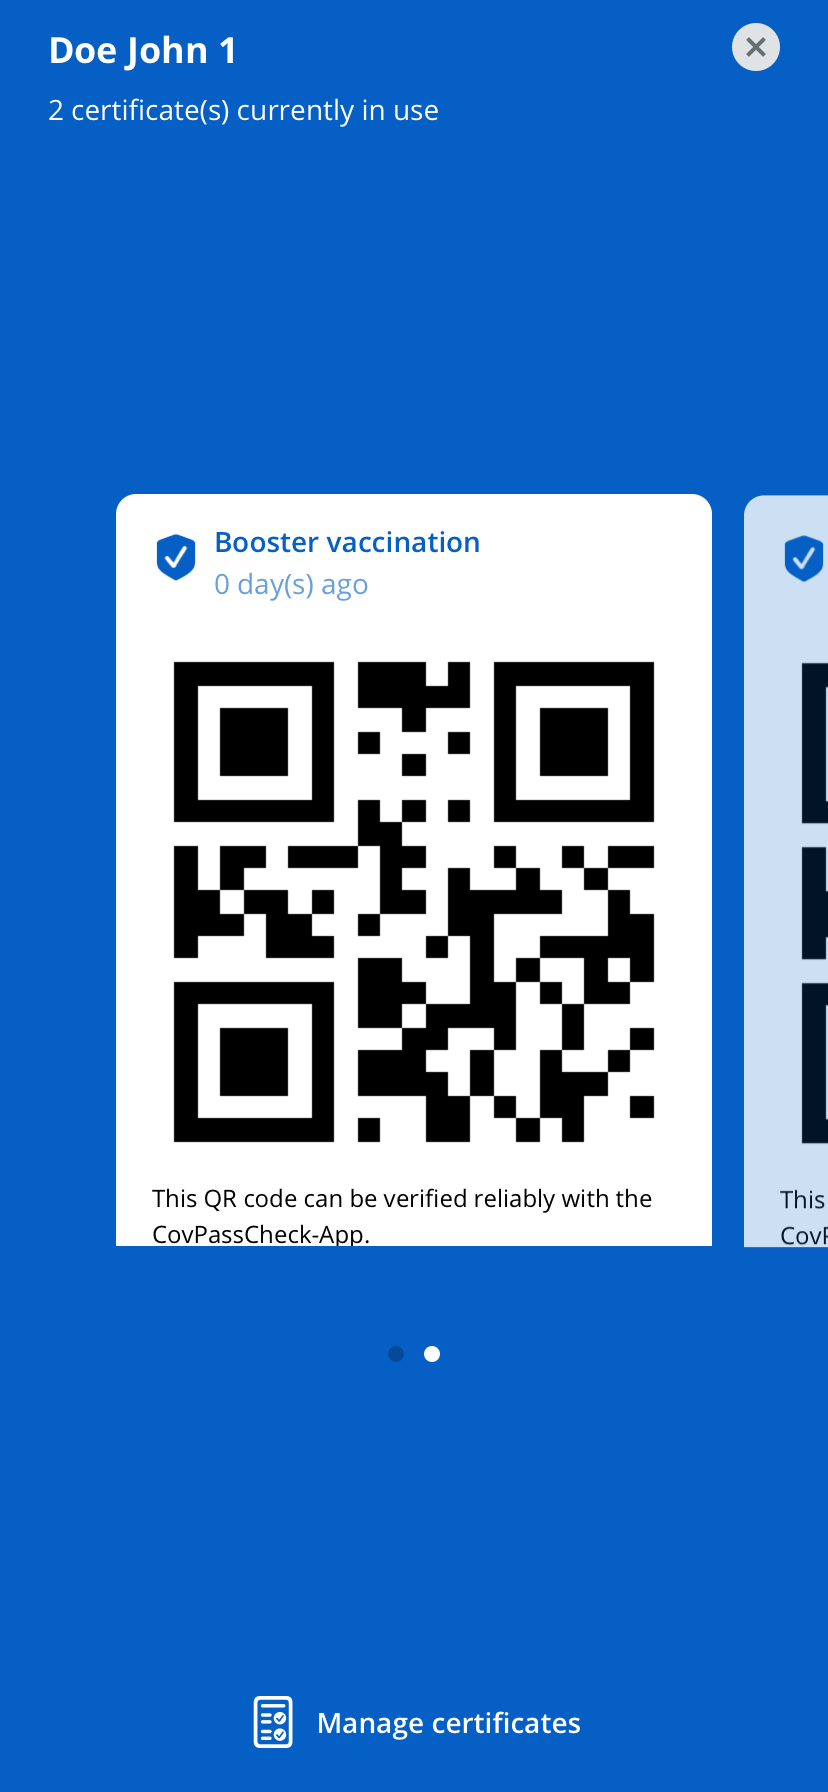 Doe John 1
2 certificate(s) currently in use
Booster vaccination
0 day(s) ago
This QR code can be verified reliably with the
CovPassCheck-App.
This
Manage certificates